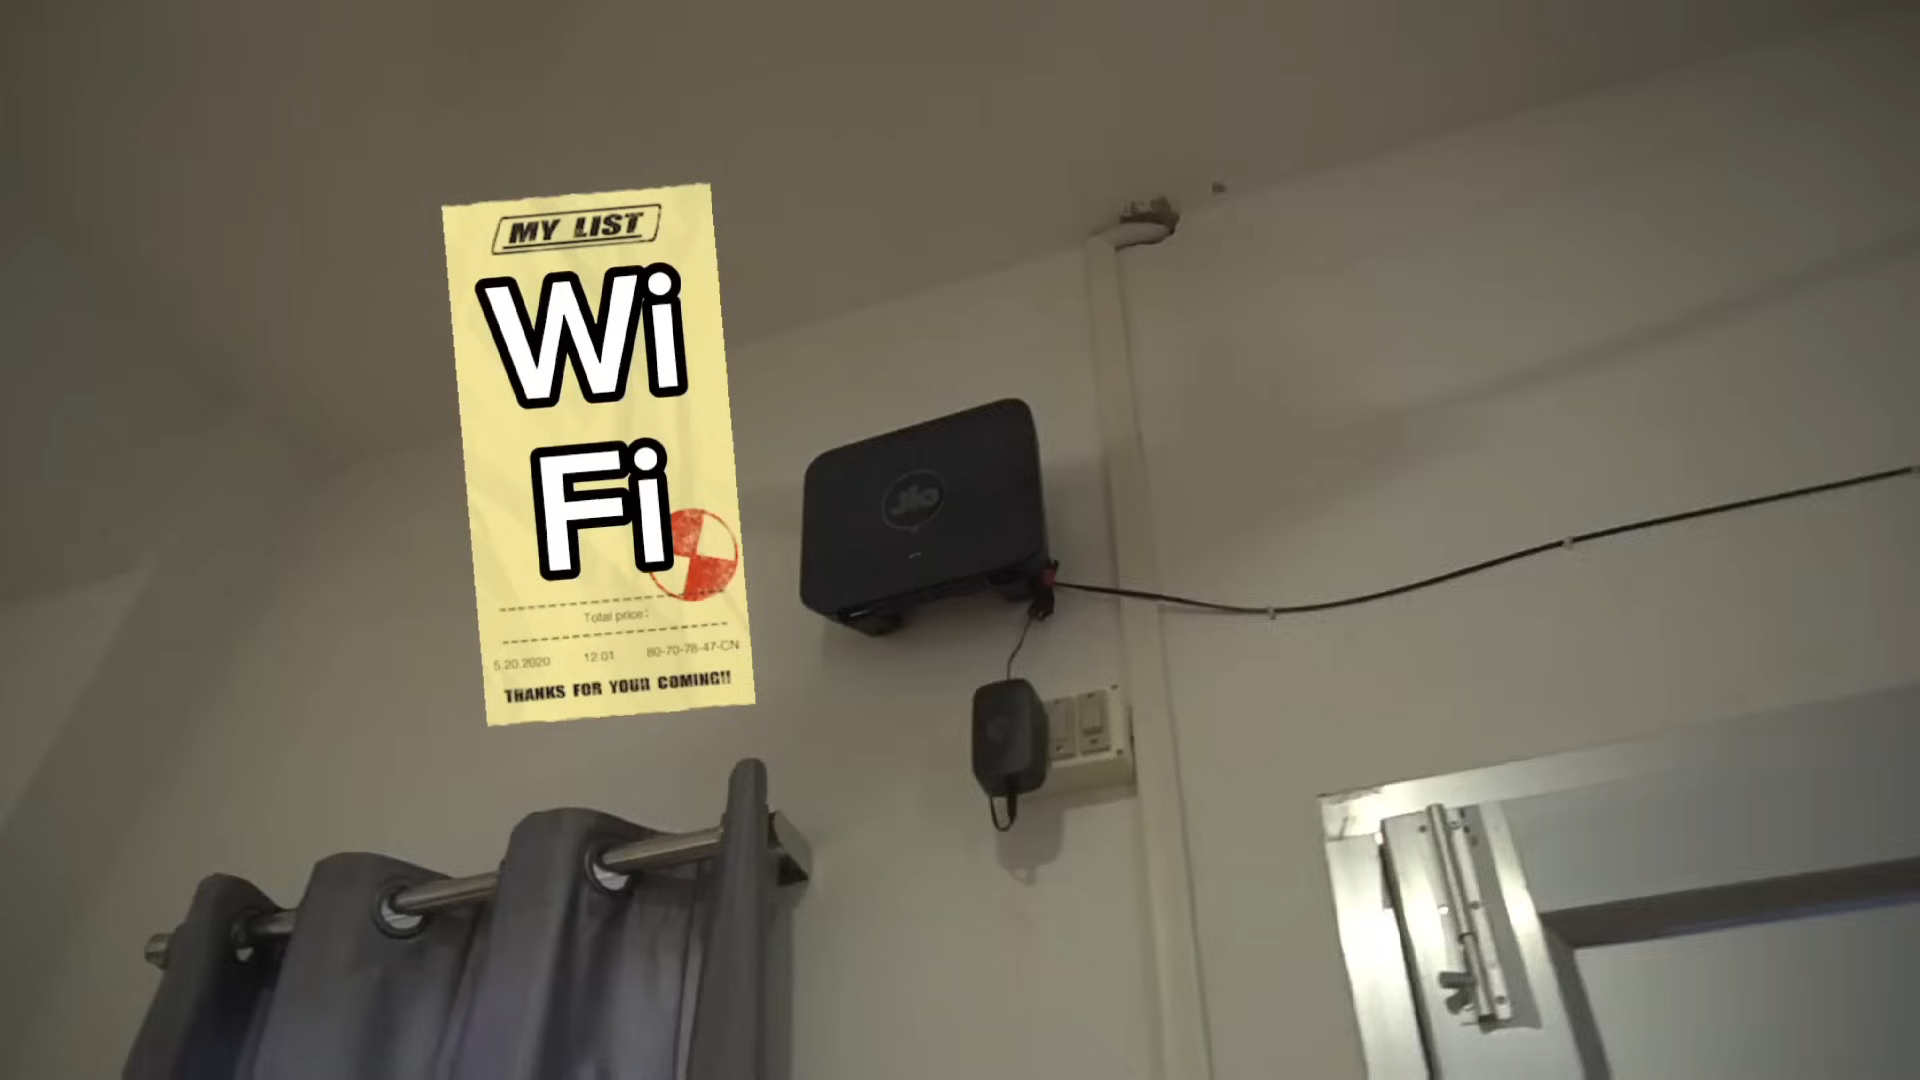 MY LIST
Wi
Fi
Total price:
5.20.2020 12:01 80-70-78-47-CN
THANKS FOR YOUR COMING!!
Jio